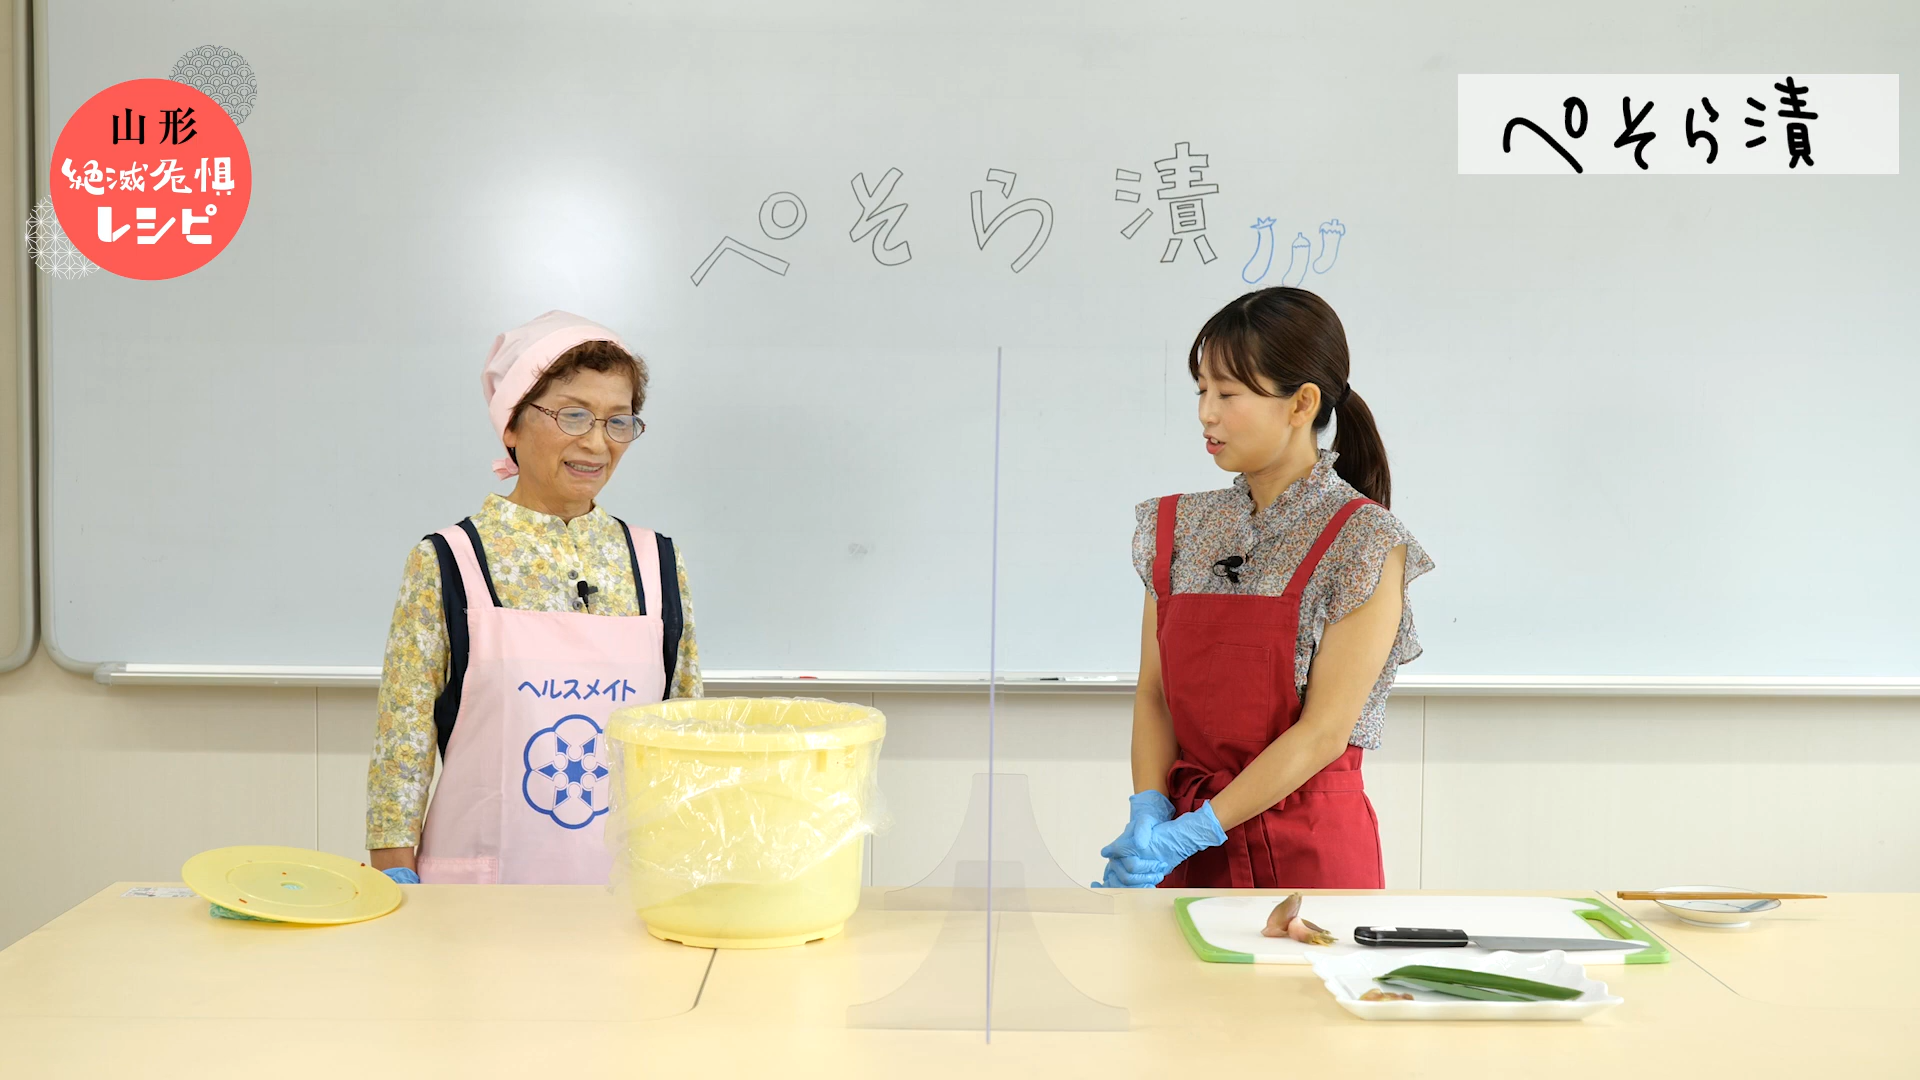 山形
絶滅危惧
レシピ
ぺそら漬
ぺそら漬
ヘルスメイト